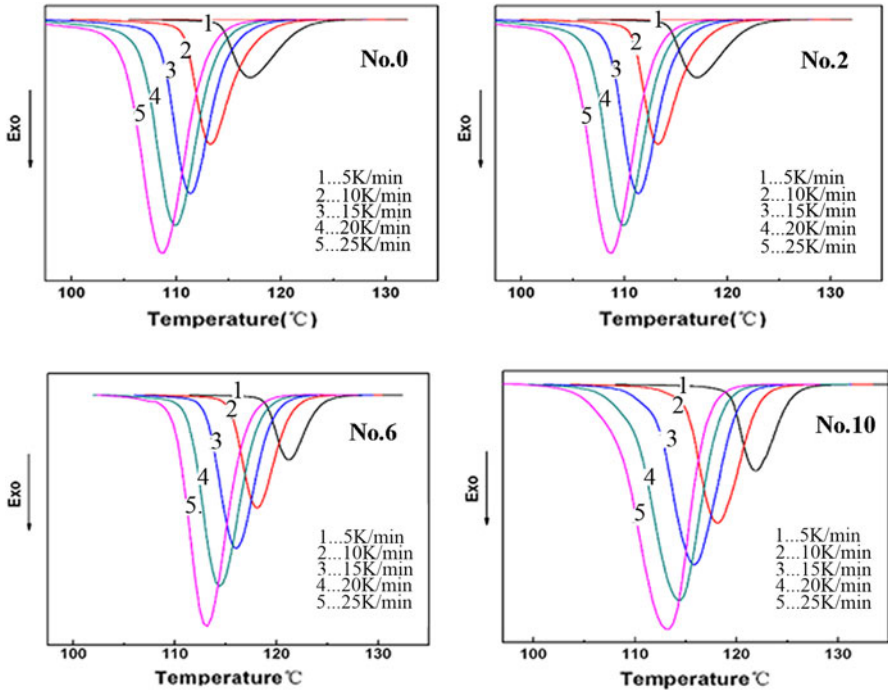 1
2
3
4
5
No.0
Exo
1...5K/min
2...10K/min
3...15K/min
4...20K/min
5...25K/min
100 110 120 130
Temperature(℃)
1
2
3
4
5
No.2
Exo
1...5K/min
2...10K/min
3...15K/min
4...20K/min
5...25K/min
100 110 120 130
Temperature(℃)
1
2
3
4
5.
No.6
Exo
1...5K/min
2...10K/min
3...15K/min
4...20K/min
5...25K/min
100 110 120 130
Temperature℃
1
2
3
4
5
No.10
Exo
1...5K/min
2...10K/min
3...15K/min
4...20K/min
5...25K/min
100 110 120 130
Temperature℃